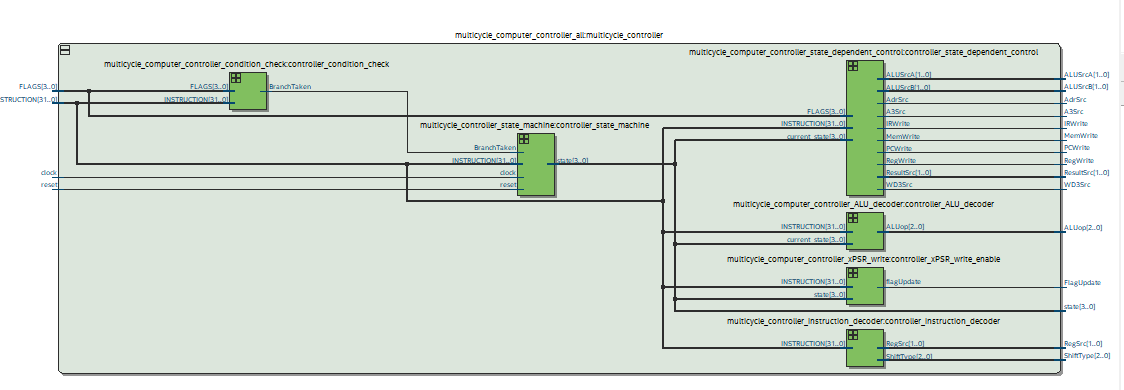 multicycle_computer_controller_all:multicycle_controller
multicycle_computer_controller_state_dependent_control:controller_state_dependent_control
multicycle_computer_controller_condition_check:controller_condition_check
FLAGS[3..0]
STRUCTION[31..0]
FLAGS[3..0]
INSTRUCTION[31..0]
BranchTaken
multicycle_controller_state_machine:controller_state_machine
BranchTaken
INSTRUCTION[31..0]
clock
reset
state[3..0]
clock
reset
FLAGS[3..0]
INSTRUCTION[31..0]
current_state[3..0]
ALUSrcA[1..0]
ALUSrcB[1..0]
AdrSrc
A3Src
IRWrite
MemWrite
PCWrite
RegWrite
ResultSrc[1..0]
WD3Src
ALUSrcA[1..0]
ALUSrcB[1..0]
AdrSrc
A3Src
IRWrite
MemWrite
PCWrite
RegWrite
ResultSrc[1..0]
WD3Src
multicycle_computer_controller_ALU_decoder:controller_ALU_decoder
INSTRUCTION[31..0]
current_state[3..0]
ALUop[2..0]
ALUop[2..0]
multicycle_computer_controller_xPSR_write:controller_xPSR_write_enable
INSTRUCTION[31..0]
state[3..0]
flagUpdate
FlagUpdate
state[3..0]
multicycle_controller_instruction_decoder:controller_instruction_decoder
INSTRUCTION[31..0]
RegSrc[1..0]
ShiftType[2..0]
RegSrc[1..0]
ShiftType[2..0]